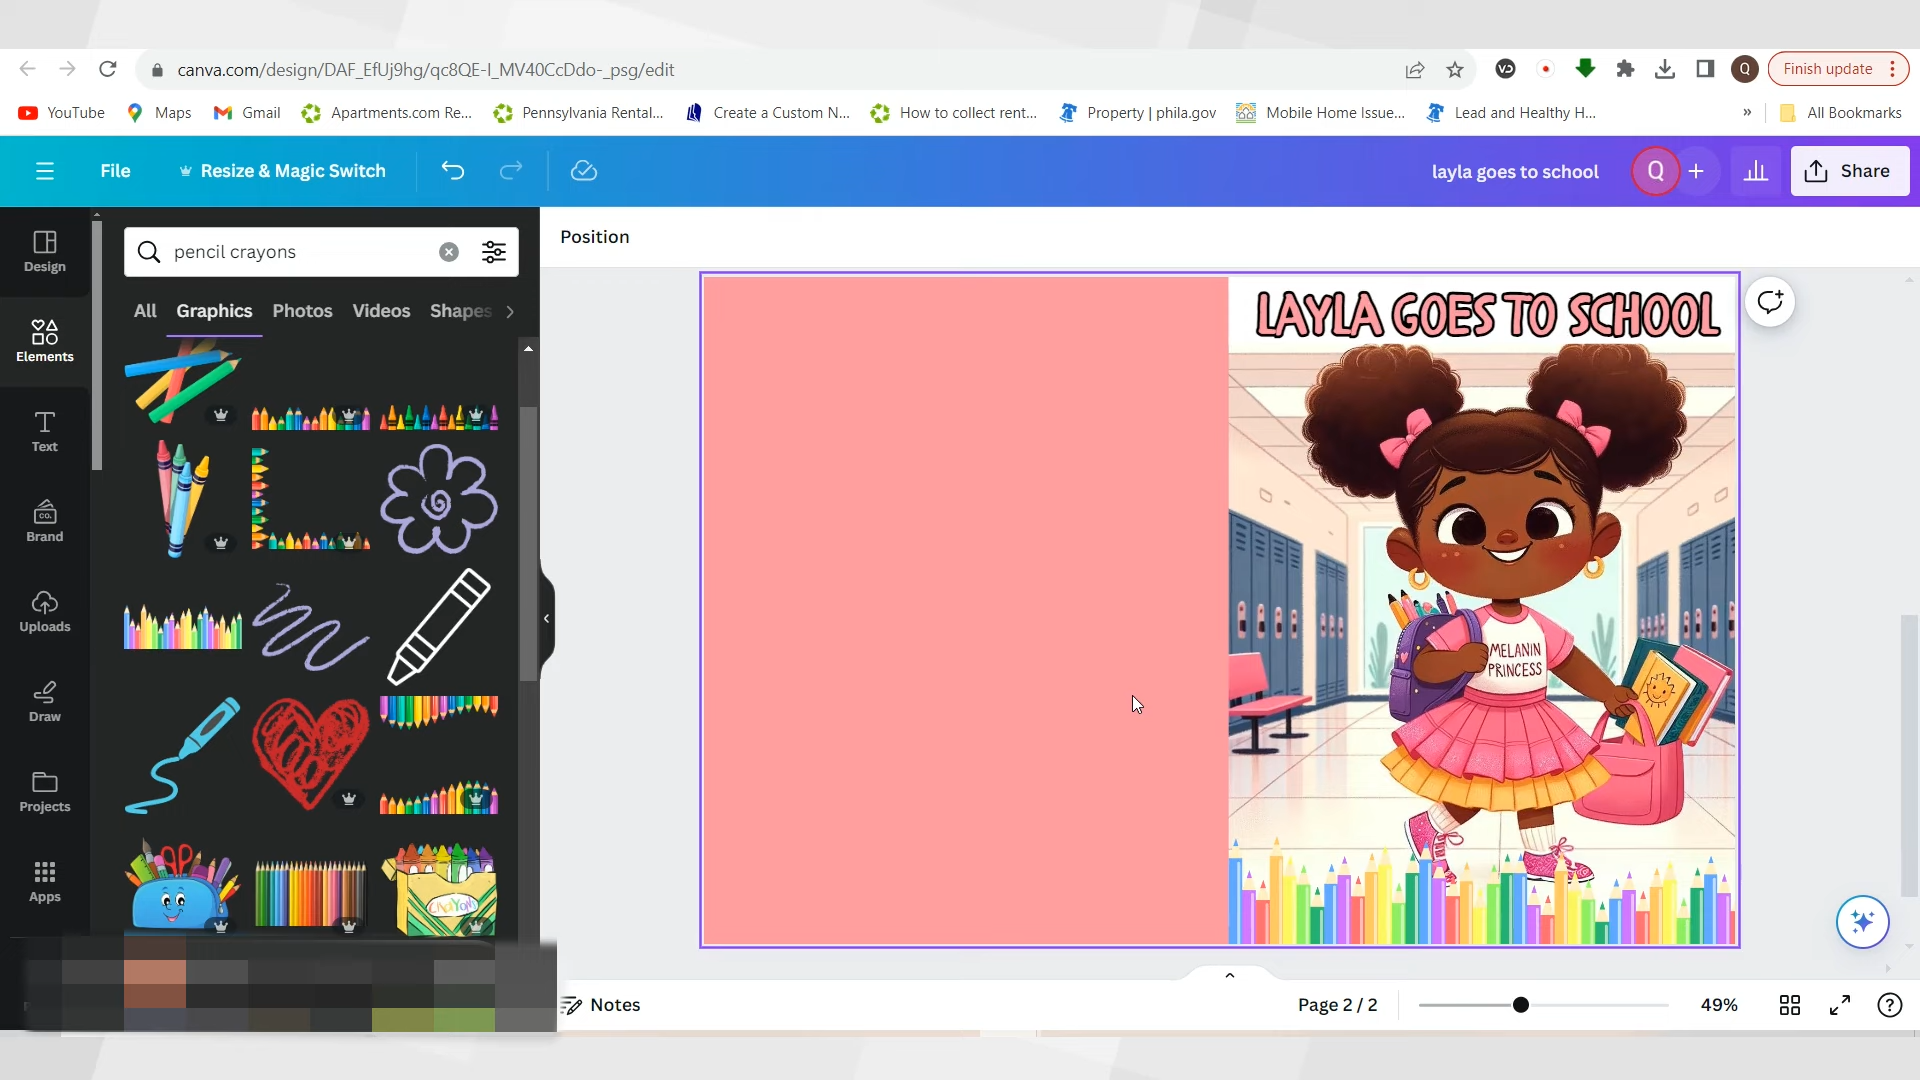 canva.com/design/DAF_EfUj9hg/qc8QE-I_MV40CcDdo-_psg/edit
VD
Q
Finish update
YouTube
Maps
Gmail
Apartments.com Re...
Pennsylvania Rental...
Create a Custom N...
How to collect rent...
Property | phila.gov
Mobile Home Issue...
Lead and Healthy H...
»
All Bookmarks
File
Resize & Magic Switch
layla goes to school
Q
+
Share
Design
Elements
Text
CO.
Brand
Uploads
Draw
Projects
Apps
pencil crayons
All
Graphics
Photos
Videos
Shapes
CRAYONS
Position
LAYLA GOES TO SCHOOL
MELANIN
PRINCESS
Notes
Page 2 / 2
49%
?